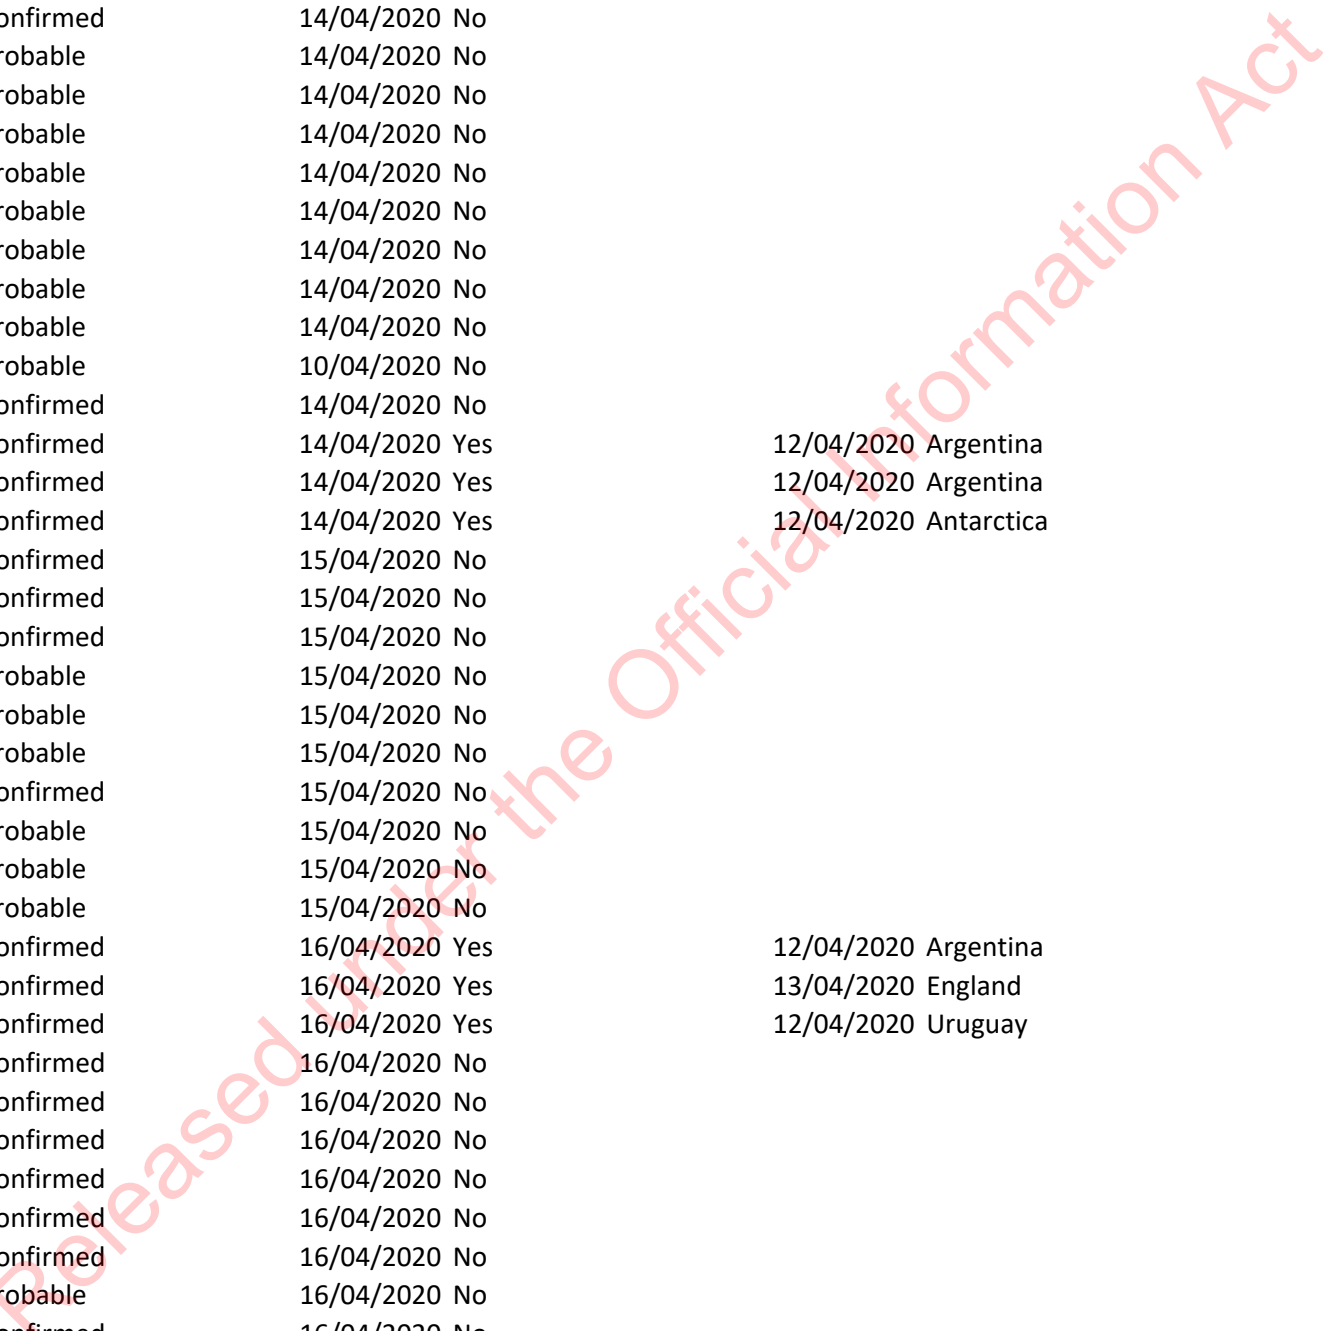 onfirmed 14/04/2020 No
robable 14/04/2020 No
robable 14/04/2020 No
robable 14/04/2020 No
robable 14/04/2020 No
robable 14/04/2020 No
robable 14/04/2020 No
robable 14/04/2020 No
robable 14/04/2020 No
robable 10/04/2020 No
onfirmed 14/04/2020 No
onfirmed 14/04/2020 Yes 12/04/2020 Argentina
onfirmed 14/04/2020 Yes 12/04/2020 Argentina
onfirmed 14/04/2020 Yes 12/04/2020 Antarctica
onfirmed 15/04/2020 No
onfirmed 15/04/2020 No
onfirmed 15/04/2020 No
robable 15/04/2020 No
robable 15/04/2020 No
robable 15/04/2020 No
onfirmed 15/04/2020 No
robable 15/04/2020 No
robable 15/04/2020 No
robable 15/04/2020 No
onfirmed 16/04/2020 Yes 12/04/2020 Argentina
onfirmed 16/04/2020 Yes 13/04/2020 England
onfirmed 16/04/2020 Yes 12/04/2020 Uruguay
onfirmed 16/04/2020 No
onfirmed 16/04/2020 No
onfirmed 16/04/2020 No
onfirmed 16/04/2020 No
onfirmed 16/04/2020 No
onfirmed 16/04/2020 No
robable 16/04/2020 No
onfirmed 16/04/2020 No
Released under the Official Information Act